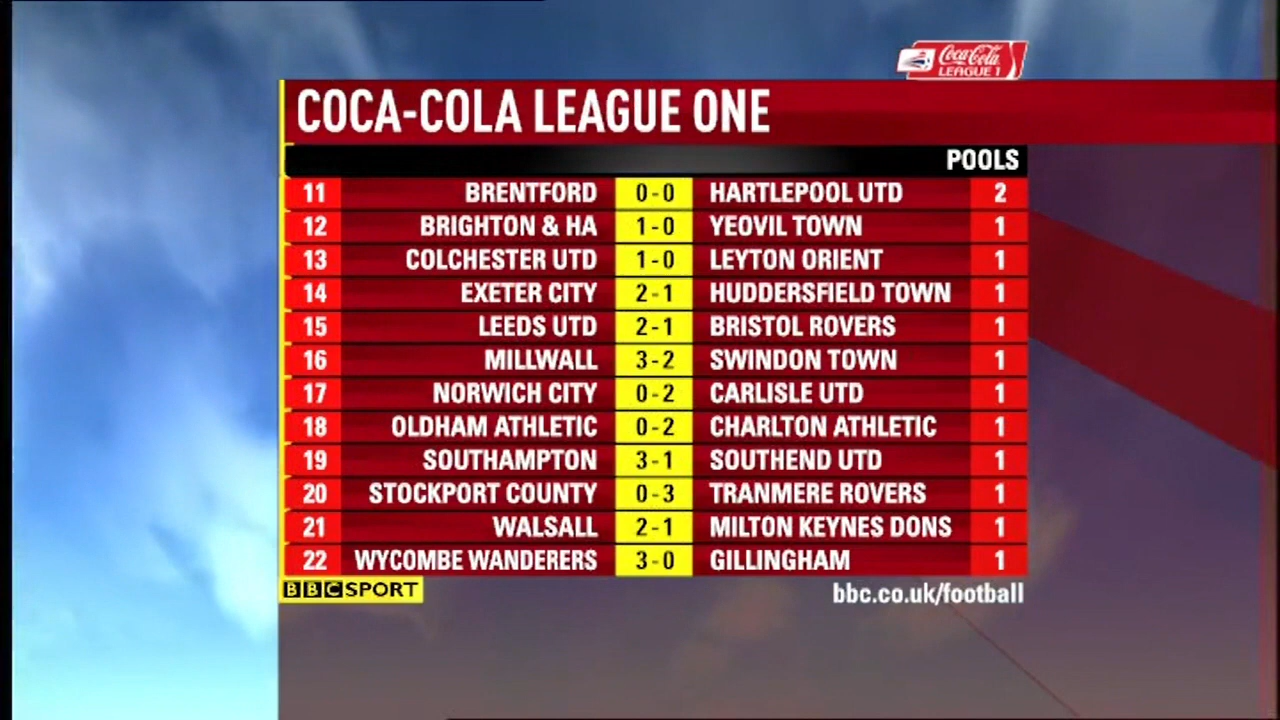 Coca-Cola
LEAGUE 1
COCA-COLA LEAGUE ONE
POOLS
11 BRENTFORD 0-0 HARTLEPOOL UTD 2
12 BRIGHTON & HA 1-0 YEOVIL TOWN 1
13 COLCHESTER UTD 1-0 LEYTON ORIENT 1
14 EXETER CITY 2-1 HUDDERSFIELD TOWN 1
15 LEEDS UTD 2-1 BRISTOL ROVERS 1
16 MILLWALL 3-2 SWINDON TOWN 1
17 NORWICH CITY 0-2 CARLISLE UTD 1
18 OLDHAM ATHLETIC 0-2 CHARLTON ATHLETIC 1
19 SOUTHAMPTON 3-1 SOUTHEND UTD 1
20 STOCKPORT COUNTY 0-3 TRANMERE ROVERS 1
21 WALSALL 2-1 MILTON KEYNES DONS 1
22 WYCOMBE WANDERERS 3-0 GILLINGHAM 1
BBC SPORT bbc.co.uk/football